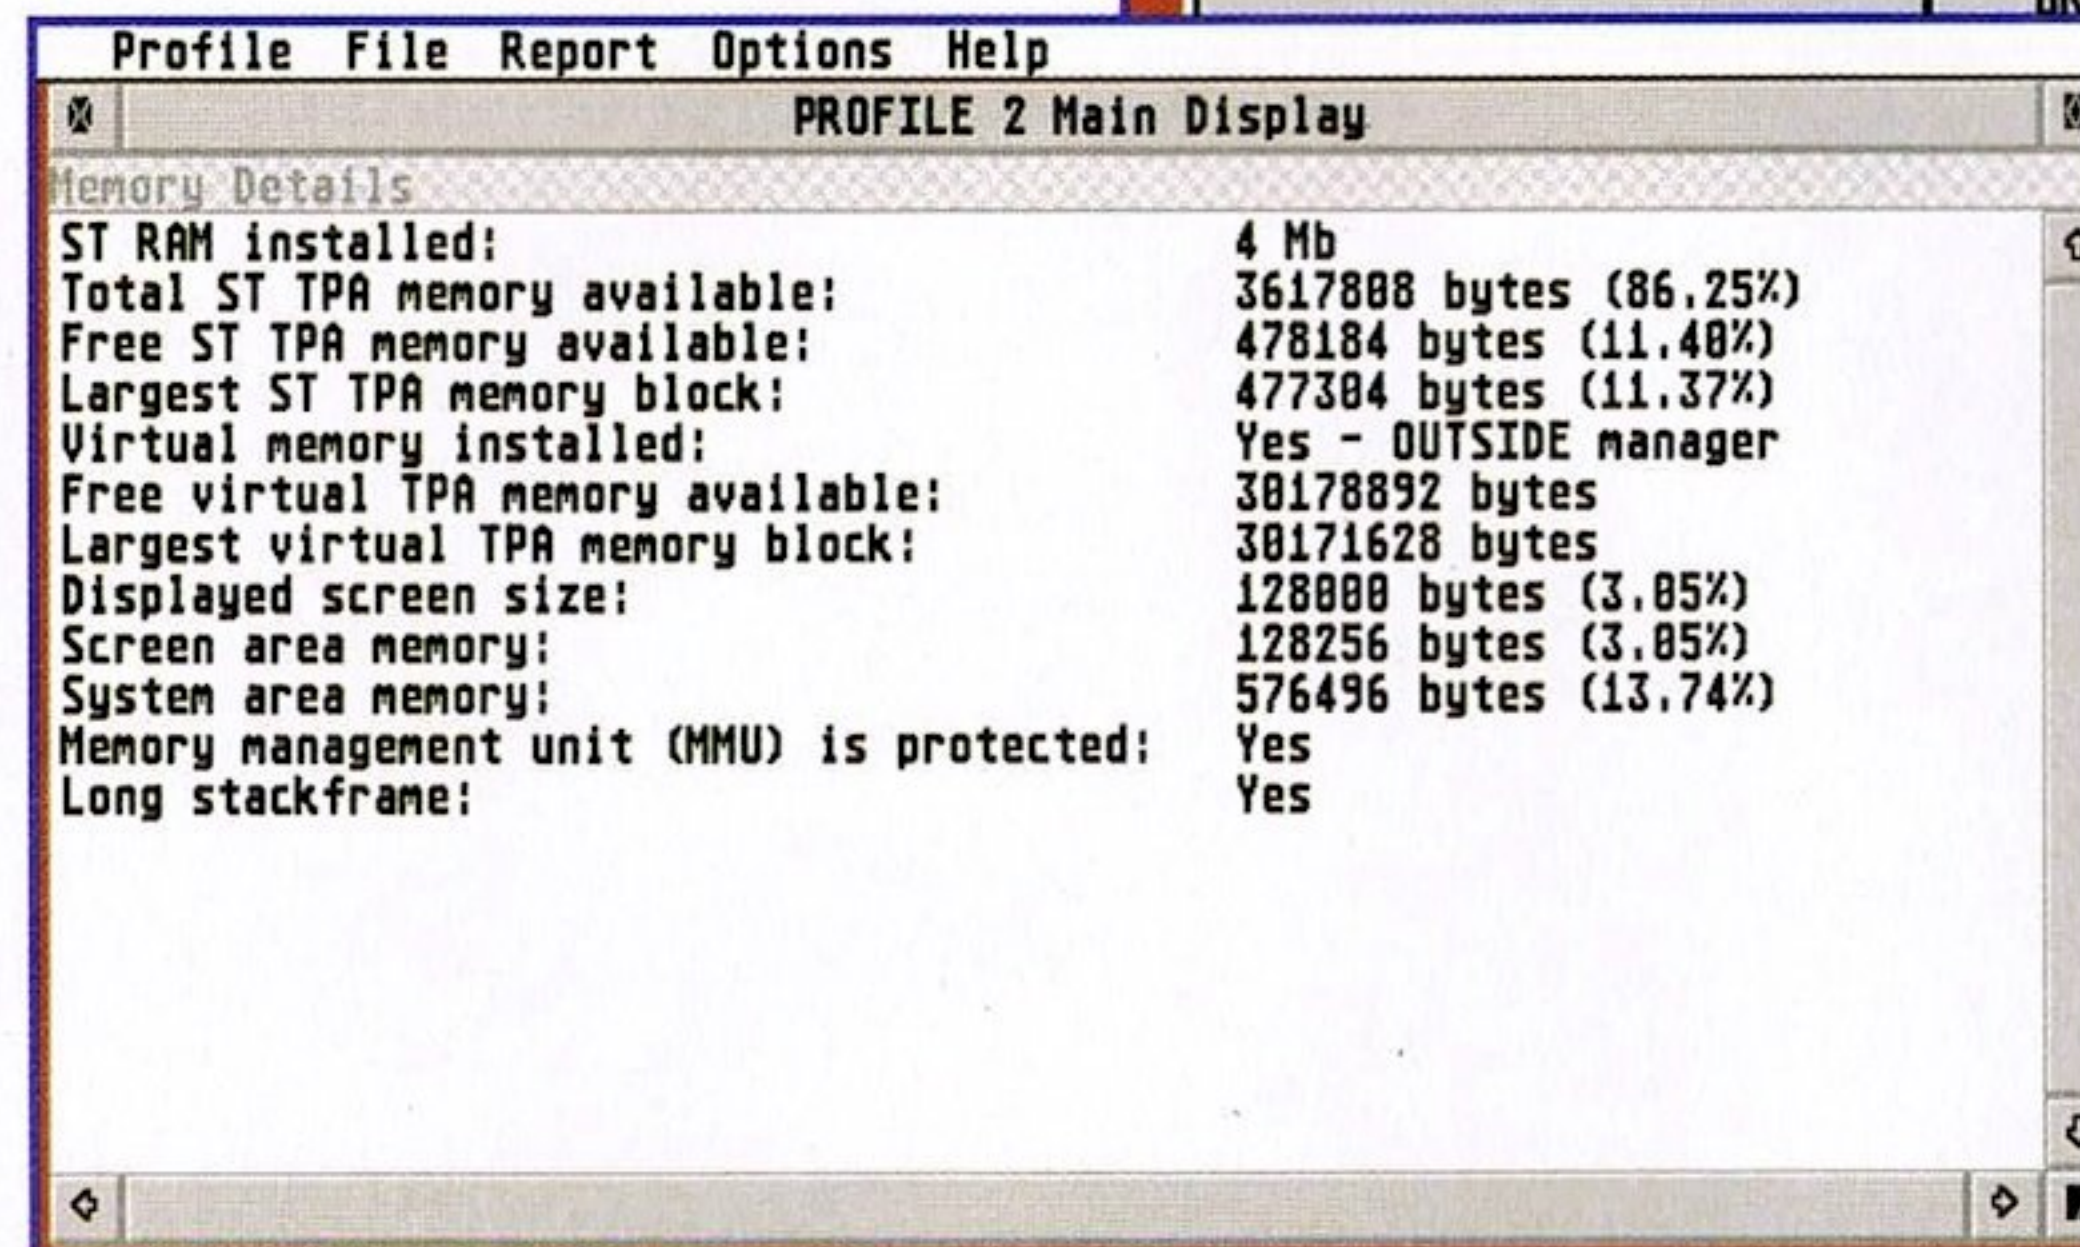 Profile File Report Options Help
PROFILE 2 Main Display
Memory Details
ST RAM installed: 4 Mb
Total ST TPA memory available: 3617808 bytes (86.25%)
Free ST TPA memory available: 478184 bytes (11.40%)
Largest ST TPA memory block: 477304 bytes (11.37%)
Virtual memory installed: Yes - OUTSIDE manager
Free virtual TPA memory available: 30178892 bytes
Largest virtual TPA memory block: 30171628 bytes
Displayed screen size: 128000 bytes (3.05%)
Screen area memory: 128256 bytes (3.05%)
System area memory: 576496 bytes (13.74%)
Memory management unit (MMU) is protected: Yes
Long stackframe: Yes